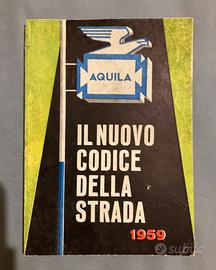 AQUILA
IL NUOVO
CODICE
DELLA
STRADA
1959
Subito